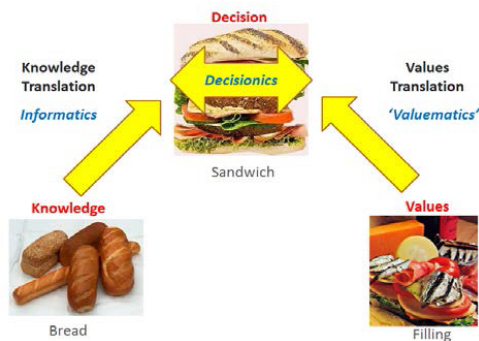 Decision
Knowledge
Translation
Informatics
Decisionics
Values
Translation
‘Valuematics’
Sandwich
Knowledge
Values
Bread
Filling